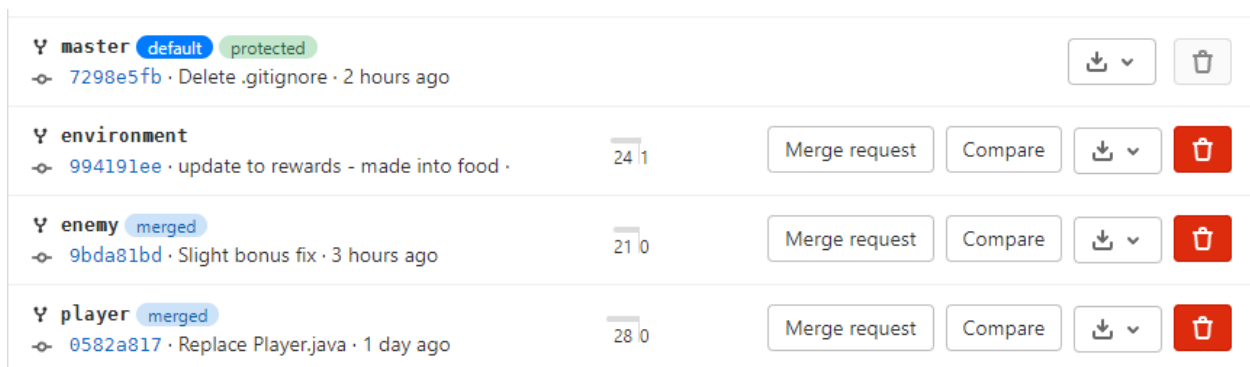 master default protected
7298e5fb · Delete .gitignore · 2 hours ago
environment
994191ee · update to rewards - made into food ·
24 1
Merge request Compare
enemy merged
9bda81bd · Slight bonus fix · 3 hours ago
21 0
Merge request Compare
player merged
0582a817 · Replace Player.java · 1 day ago
28 0
Merge request Compare